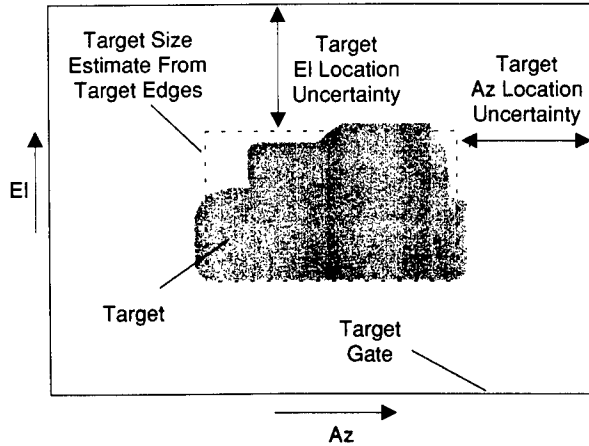 Target Size
Estimate From
Target Edges
Target
El Location
Uncertainty
Target
Az Location
Uncertainty
El
Target
Target
Gate
Az